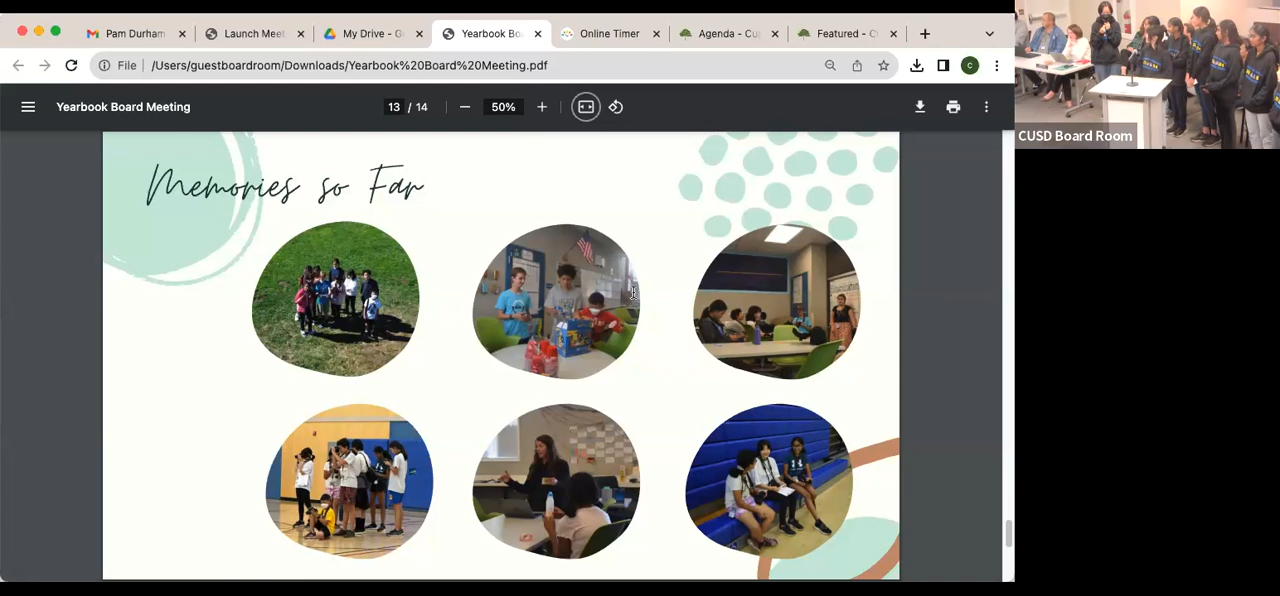 Pam Durham
Launch Meet
My Drive - G
Yearbook Bo
Online Timer
Agenda - Cu
Featured - C
File
/Users/guestboardroom/Downloads/Yearbook%20Board%20Meeting.pdf
C
Yearbook Board Meeting
13 / 14
50%
CUSD Board Room
Memories so Far